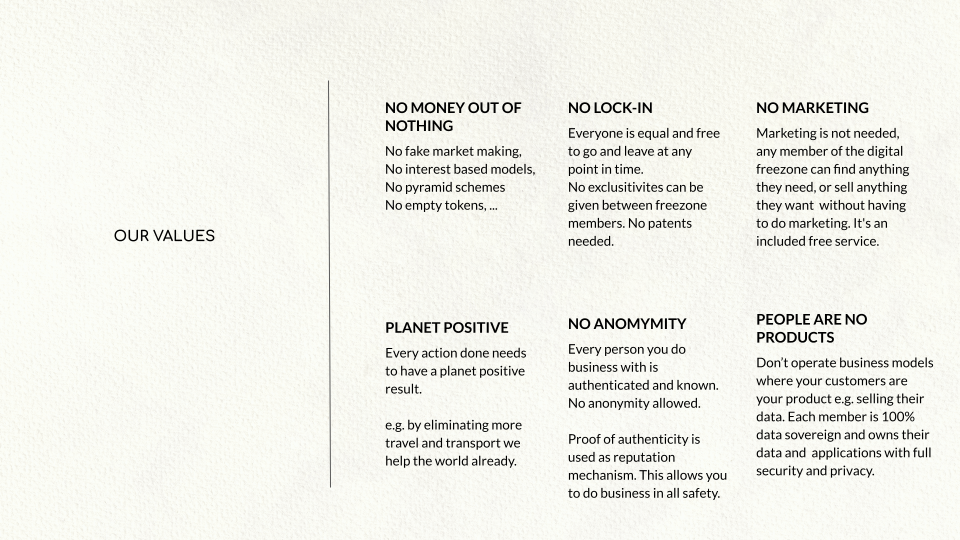 OUR VALUES
NO MONEY OUT OF
NOTHING
No fake market making,
No interest based models,
No pyramid schemes
No empty tokens, ...
NO LOCK-IN
Everyone is equal and free
to go and leave at any
point in time.
No exclusitivites can be
given between freezone
members. No patents
needed.
NO MARKETING
Marketing is not needed,
any member of the digital
freezone can find anything
they need, or sell anything
they want  without having
to do marketing. It's an
included free service.
PLANET POSITIVE
Every action done needs
to have a planet positive
result.
e.g. by eliminating more
travel and transport we
help the world already.
NO ANOMYMITY
Every person you do
business with is
authenticated and known.
No anonymity allowed.
Proof of authenticity is
used as reputation
mechanism. This allows you
to do business in all safety.
PEOPLE ARE NO
PRODUCTS
Don’t operate business models
where your customers are
your product e.g. selling their
data. Each member is 100%
data sovereign and owns their
data and  applications with full
security and privacy.